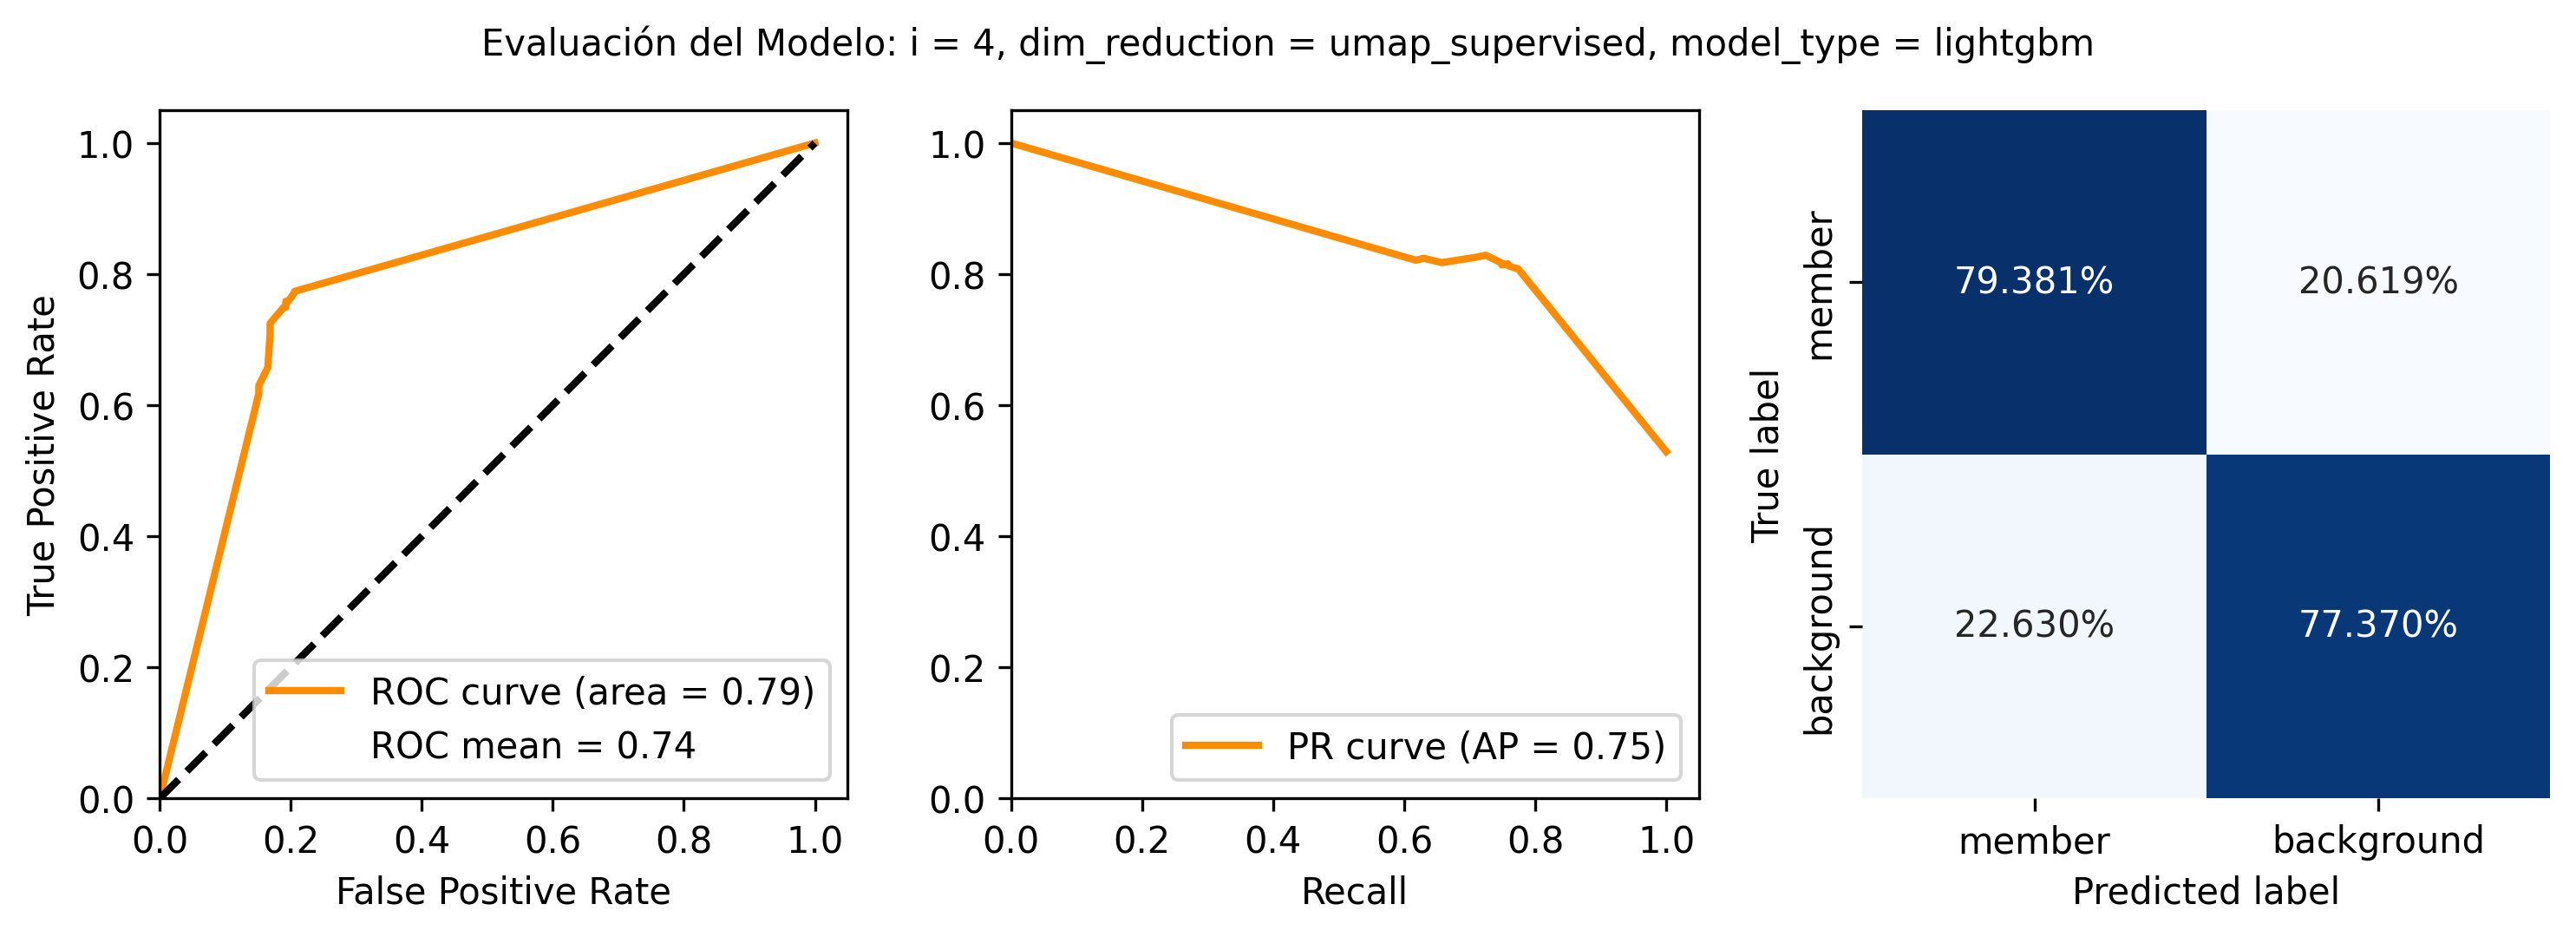 Evaluación del Modelo: i = 4, dim_reduction = umap_supervised, model_type = lightgbm
True Positive Rate
1.0
0.8
0.6
0.4
0.2
0.0
0.0 0.2 0.4 0.6 0.8 1.0
False Positive Rate
ROC curve (area = 0.79)
ROC mean = 0.74
1.0
0.8
0.6
0.4
0.2
0.0
0.0 0.2 0.4 0.6 0.8 1.0
Recall
PR curve (AP = 0.75)
True label
member
background
79.381% 20.619%
22.630% 77.370%
member background
Predicted label